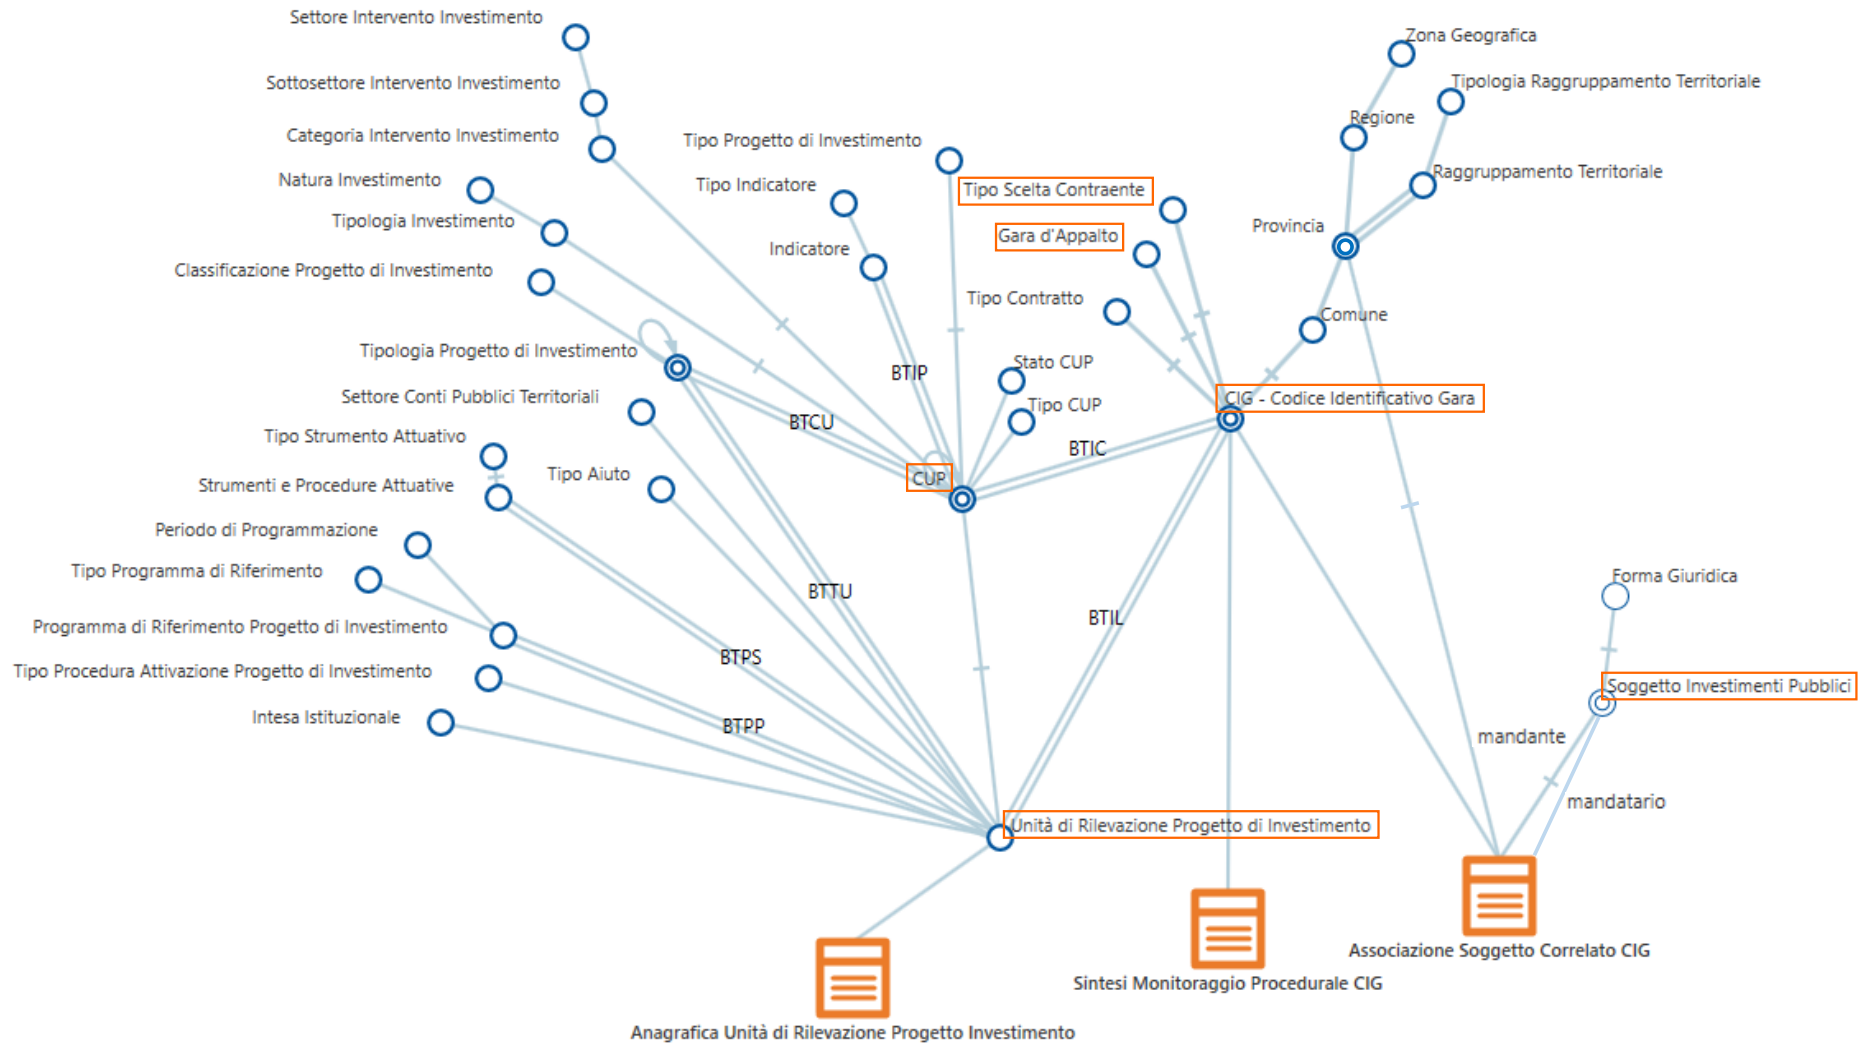 Settore Intervento Investimento
Zona Geografica
Sottosettore Intervento Investimento
Tipologia Raggruppamento Territoriale
Regione
Categoria Intervento Investimento
Tipo Progetto di Investimento
Raggruppamento Territoriale
Natura Investimento
Tipo Indicatore
Tipo Scelta Contraente
Tipologia Investimento
Provincia
Gara d'Appalto
Indicatore
Classificazione Progetto di Investimento
Tipo Contratto
Comune
Tipologia Progetto di Investimento
Stato CUP
BTIP
Settore Conti Pubblici Territoriali
CIG - Codice Identificativo Gara
Tipo CUP
BTCU
Tipo Strumento Attuativo
BTIC
Tipo Aiuto
CUP
Strumenti e Procedure Attuative
Periodo di Programmazione
Tipo Programma di Riferimento
Forma Giuridica
BTTU
BTIL
Programma di Riferimento Progetto di Investimento
BTPS
Tipo Procedura Attivazione Progetto di Investimento
Soggetto Investimenti Pubblici
Intesa Istituzionale
BTPP
mandante
mandatario
Unità di Rilevazione Progetto di Investimento
Associazione Soggetto Correlato CIG
Sintesi Monitoraggio Procedurale CIG
Anagrafica Unità di Rilevazione Progetto Investimento